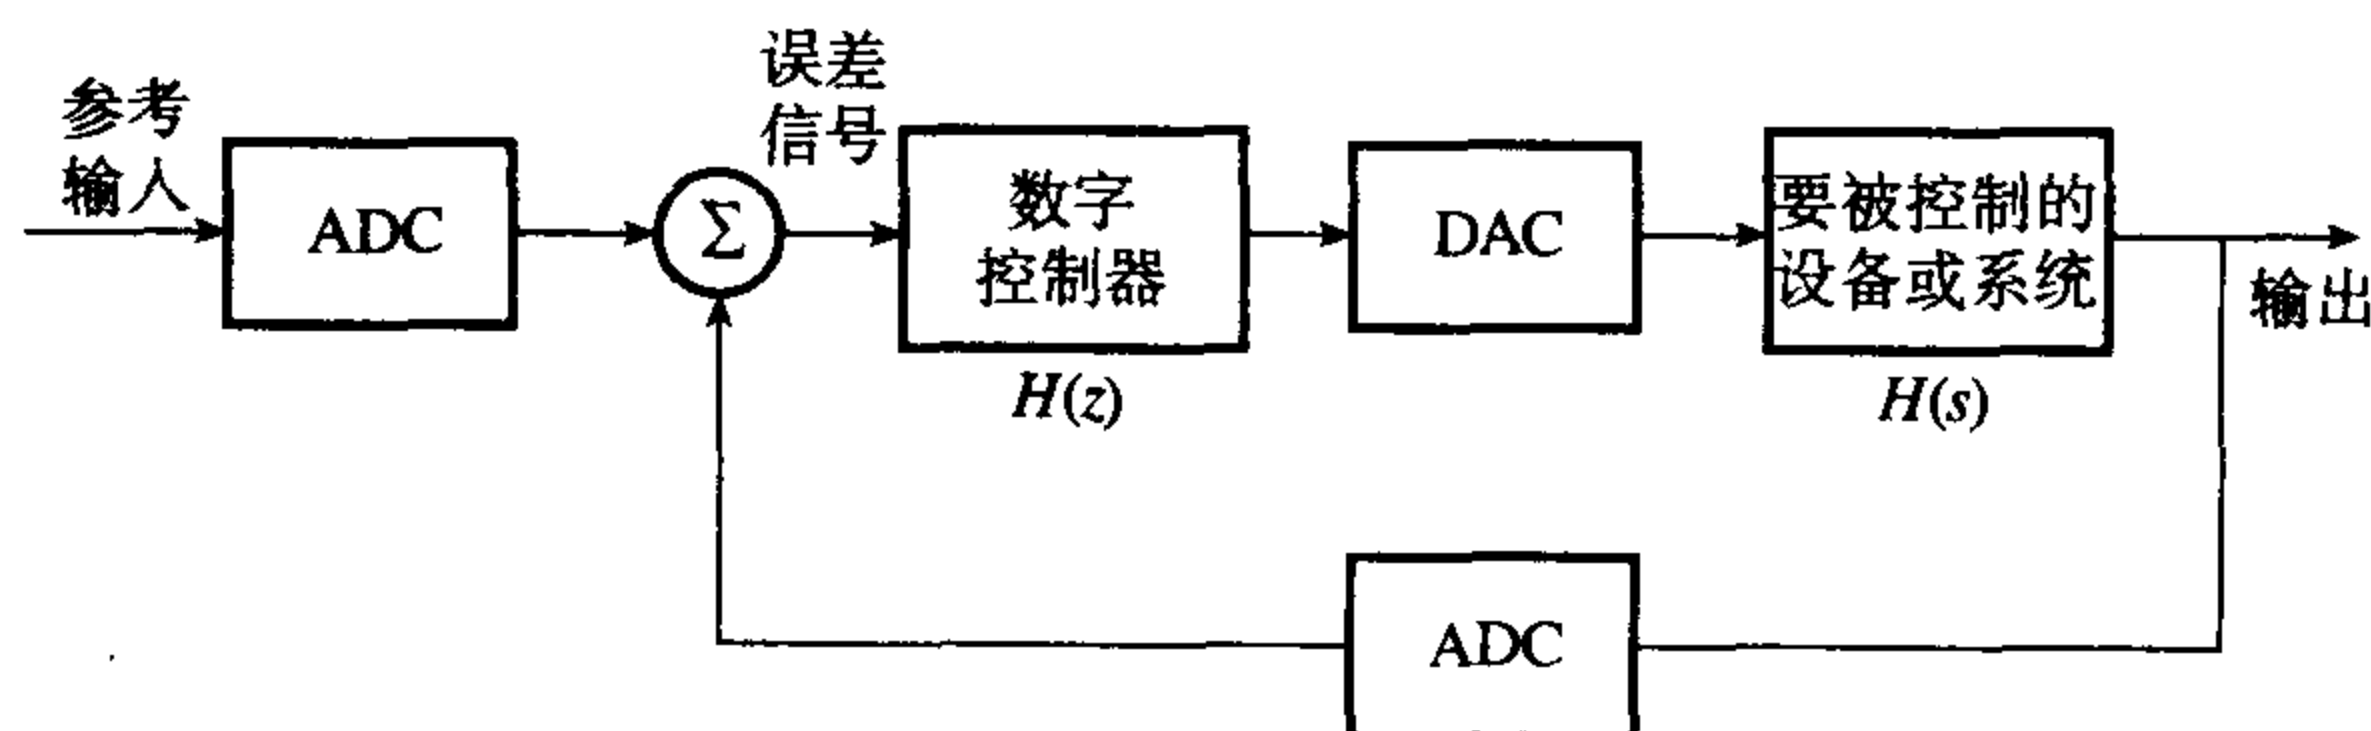 参考
输入
ADC
Σ
误差
信号
数字
控制器
H(z)
DAC
要被控制的
设备或系统
H(s)
输出
ADC